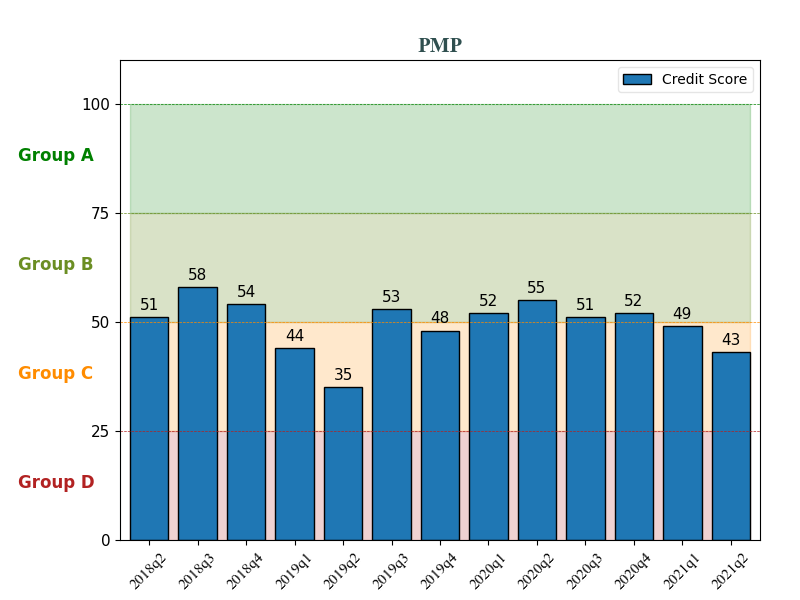 PMP
Credit Score
100
Group A
75
Group B
50
Group C
25
Group D
0
51
58
54
44
35
53
48
52
55
51
52
49
43
2018q2
2018q3
2018q4
2019q1
2019q2
2019q3
2019q4
2020q1
2020q2
2020q3
2020q4
2021q1
2021q2